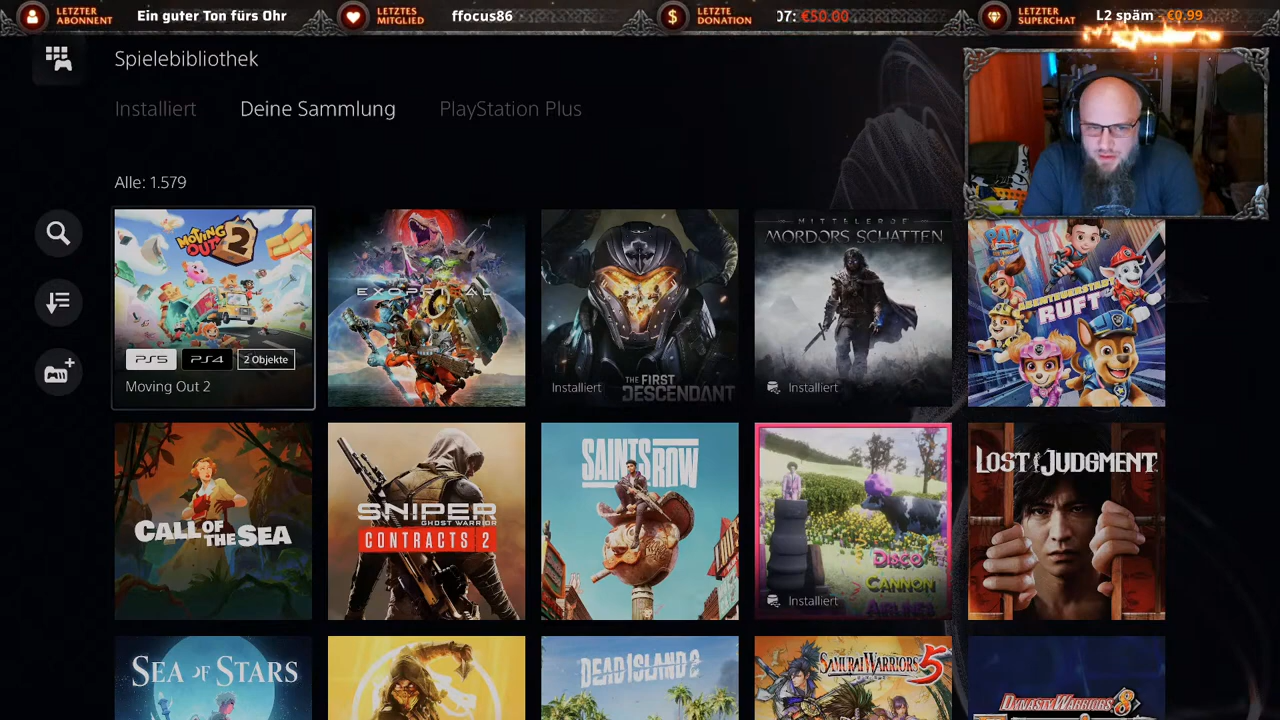 LETZTER
ABONNENT
Ein guter Ton fürs Ohr
LETZTES
MITGLIED
ffocus86
LETZTE
DONATION
07: €50.00
LETZTER
SUPERCHAT
L2 späm - €0.99
Spielebibliothek
Installiert
Deine Sammlung
PlayStation Plus
Alle: 1.579
MOVING
OUT 2
PS5
PS4
2 Objekte
Moving Out 2
EXOPRIMAL
Installiert
THE FIRST
DESCENDANT
MITTELERDE
MORDORS SCHATTEN
Installiert
PAW
ABENTEUERSTADT
RUFT
CALL OF
THE SEA
SNIPER
GHOST WARRIOR
CONTRACTS 2
SAINTS
ROW
DISCO
CANNON
AIRLINES
Installiert
LOST JUDGMENT
SEA OF STARS
DEAD ISLAND 2
SAMURAI WARRIORS 5
DYNASTY WARRIORS 8